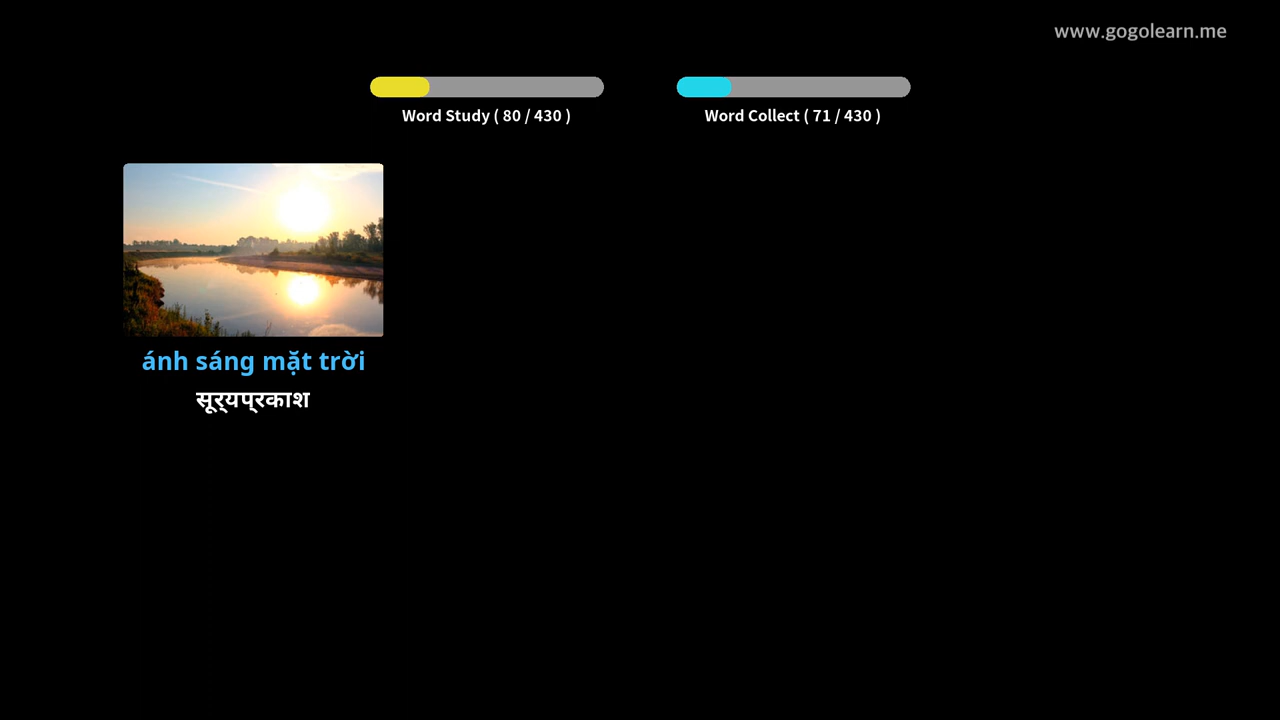 www.gogolearn.me
Word Study ( 80 / 430 )
Word Collect ( 71 / 430 )
ánh sáng mặt trời
सूर्यप्रकाश